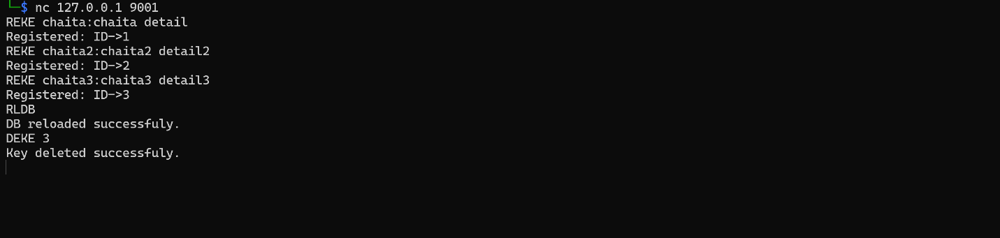 └─$ nc 127.0.0.1 9001
REKE chaita:chaita detail
Registered: ID->1
REKE chaita2:chaita2 detail2
Registered: ID->2
REKE chaita3:chaita3 detail3
Registered: ID->3
RLDB
DB reloaded successfuly.
DEKE 3
Key deleted successfuly.